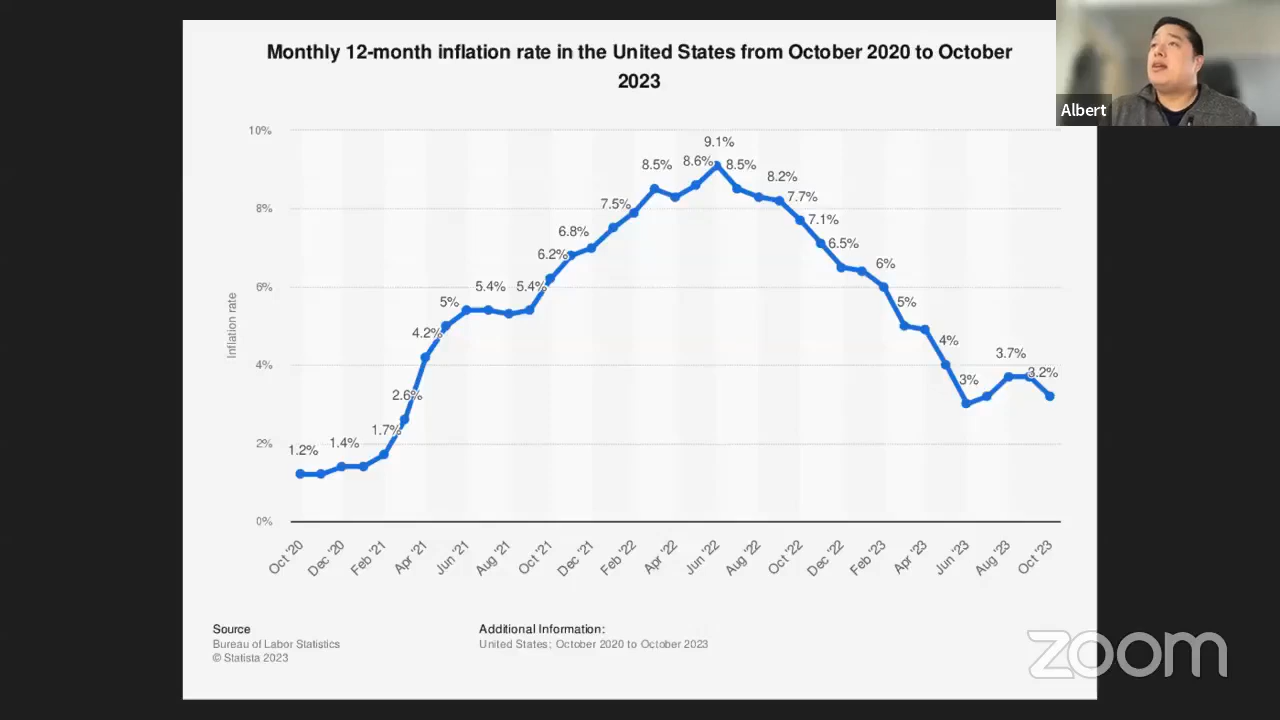 Monthly 12-month inflation rate in the United States from October 2020 to October
2023
Albert
10%
8%
6%
4%
2%
0%
Inflation rate
1.2%
1.4%
1.7%
2.6%
4.2%
5%
5.4%
5.4%
6.2%
6.8%
7.5%
8.5%
8.6%
9.1%
8.5%
8.2%
7.7%
7.1%
6.5%
6%
5%
4%
3%
3.7%
3.2%
Oct '20
Dec '20
Feb '21
Apr '21
Jun '21
Aug '21
Oct '21
Dec '21
Feb '22
Apr '22
Jun '22
Aug '22
Oct '22
Dec '22
Feb '23
Apr '23
Jun '23
Aug '23
Oct '23
Source
Bureau of Labor Statistics
© Statista 2023
Additional Information:
United States; October 2020 to October 2023
zoom